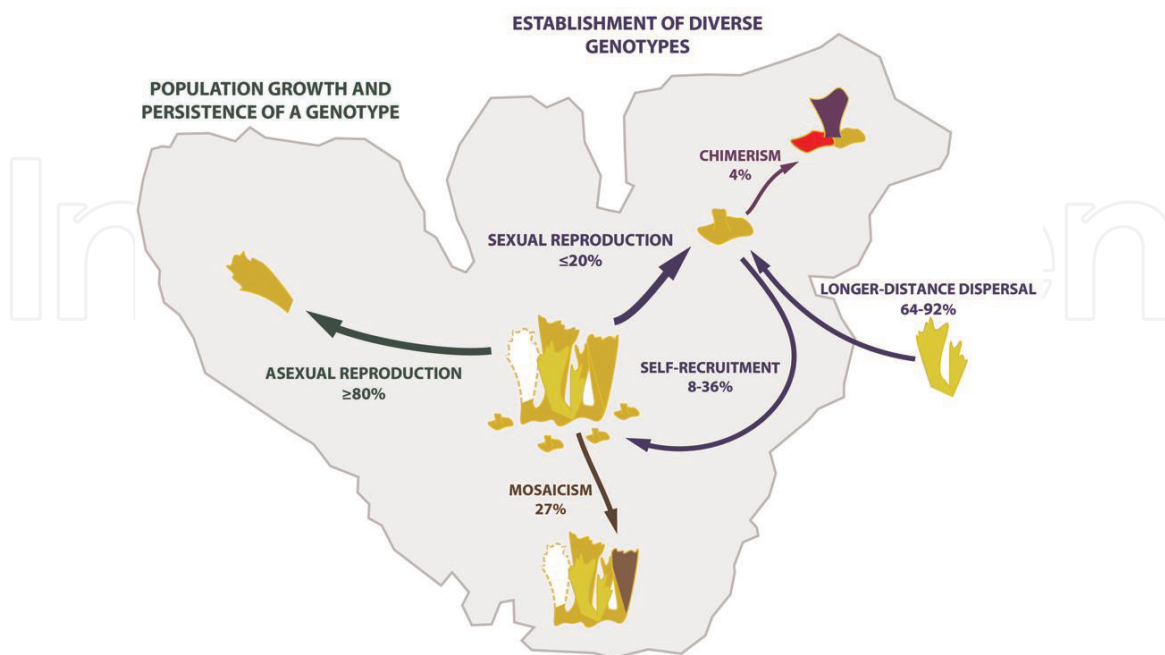 ESTABLISHMENT OF DIVERSE
GENOTYPES
POPULATION GROWTH AND
PERSISTENCE OF A GENOTYPE
CHIMERISM
4%
SEXUAL REPRODUCTION
≤20%
LONGER-DISTANCE DISPERSAL
64-92%
ASEXUAL REPRODUCTION
≥80%
SELF-RECRUITMENT
8-36%
MOSAICISM
27%